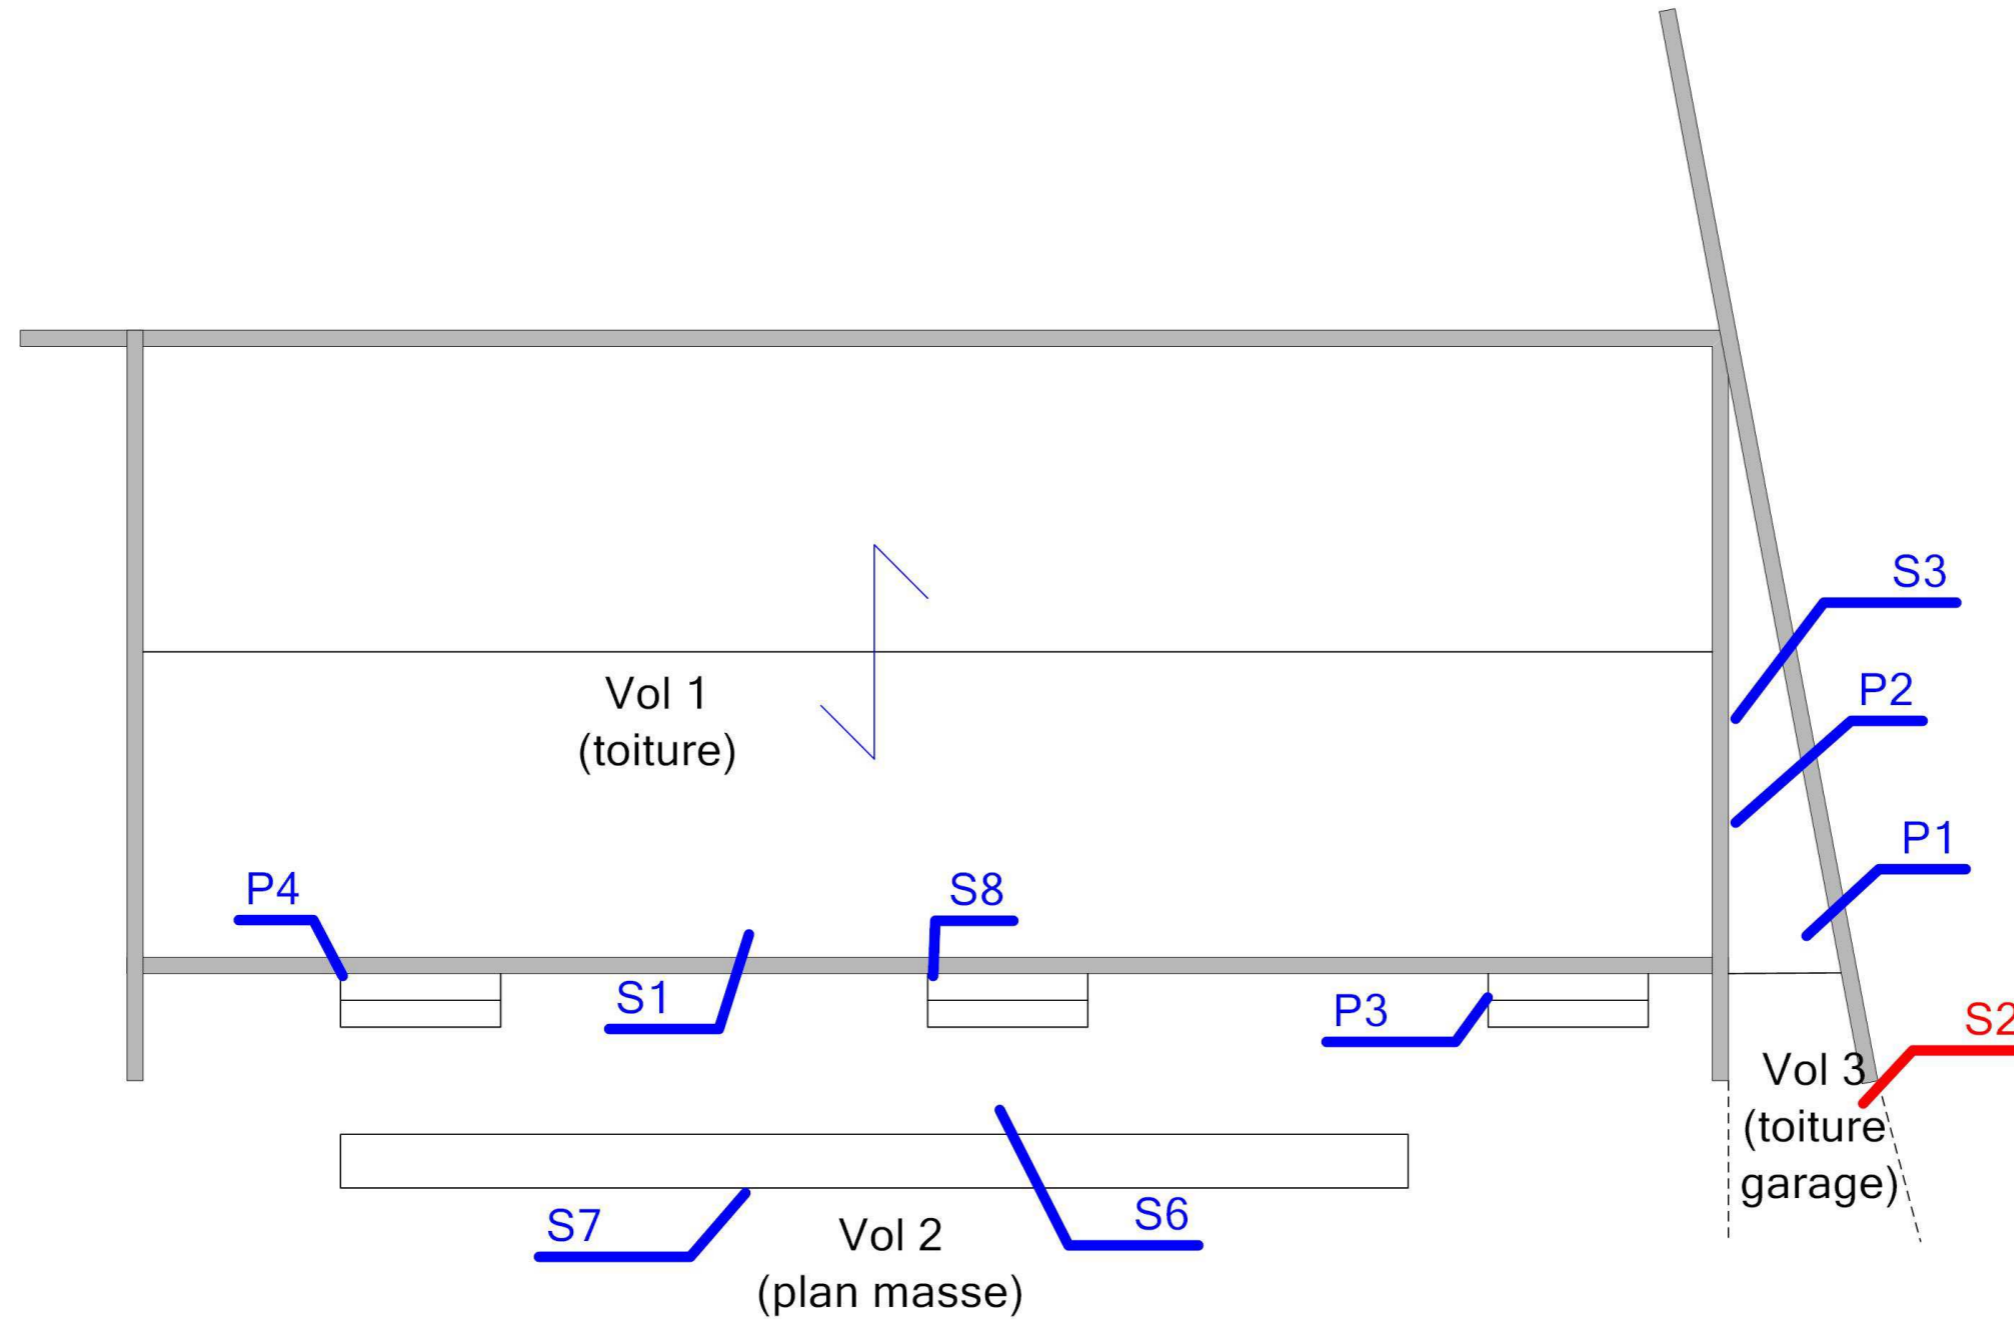 S3
P2
Vol 1
(toiture)
P1
P4
S8
S1
P3
S2
Vol 3
(toiture
garage)
S7
S6
Vol 2
(plan masse)